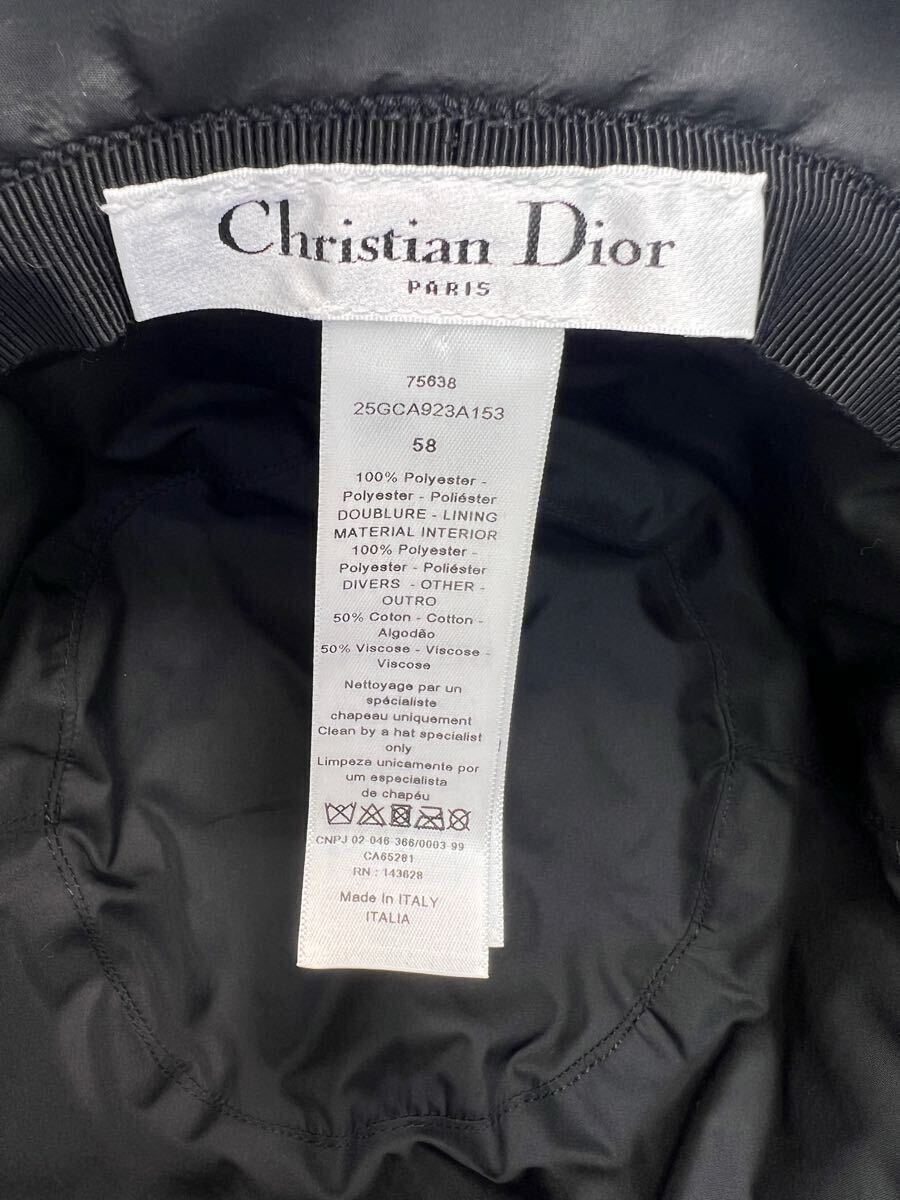 Christian Dior
PARIS
75638
25GCA923A153
58
100% Polyester -
Polyester - Poliéster
DOUBLURE - LINING
MATERIAL INTERIOR
100% Polyester -
Polyester - Poliéster
DIVERS - OTHER -
OUTRO
50% Coton - Cotton -
Algodão
50% Viscose - Viscose -
Viscose
Nettoyage par un
spécialiste
chapeau uniquement
Clean by a hat specialist
only
Limpeza unicamente por
um especialista
de chapéu
CNPJ 02-046-366/0003-99
CA65281
RN : 143628
Made In ITALY
ITALIA